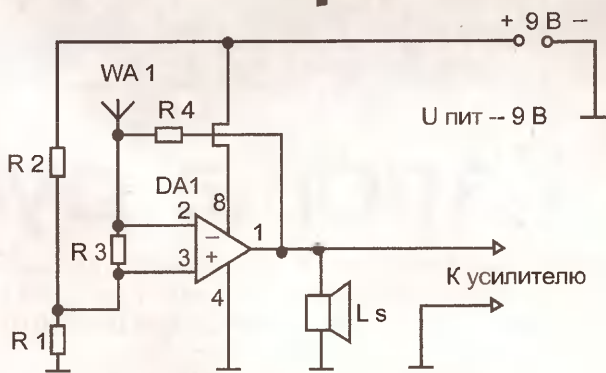 + 9 В –
WA 1
R 4
U пит -- 9 В
R 2
DA1
8
2
1
R 3
3
К усилителю
4
L s
R 1